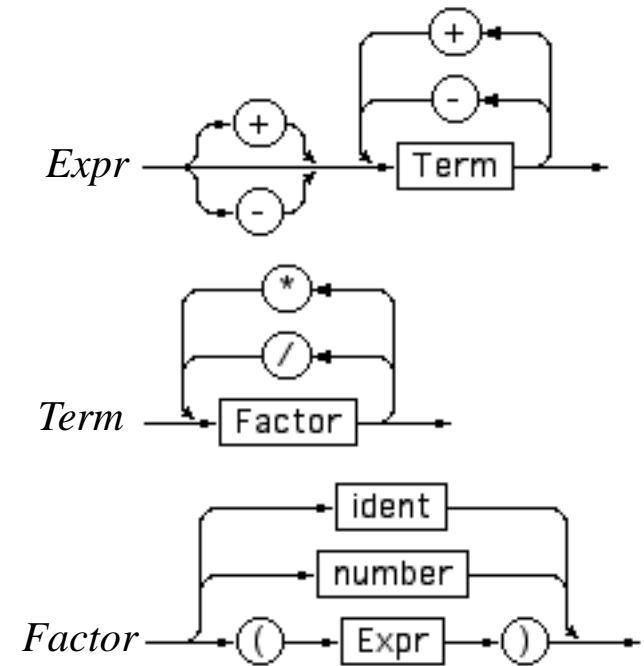 +
-
+
Expr Term
-
*
/
Term Factor
ident
number
Factor ( Expr )